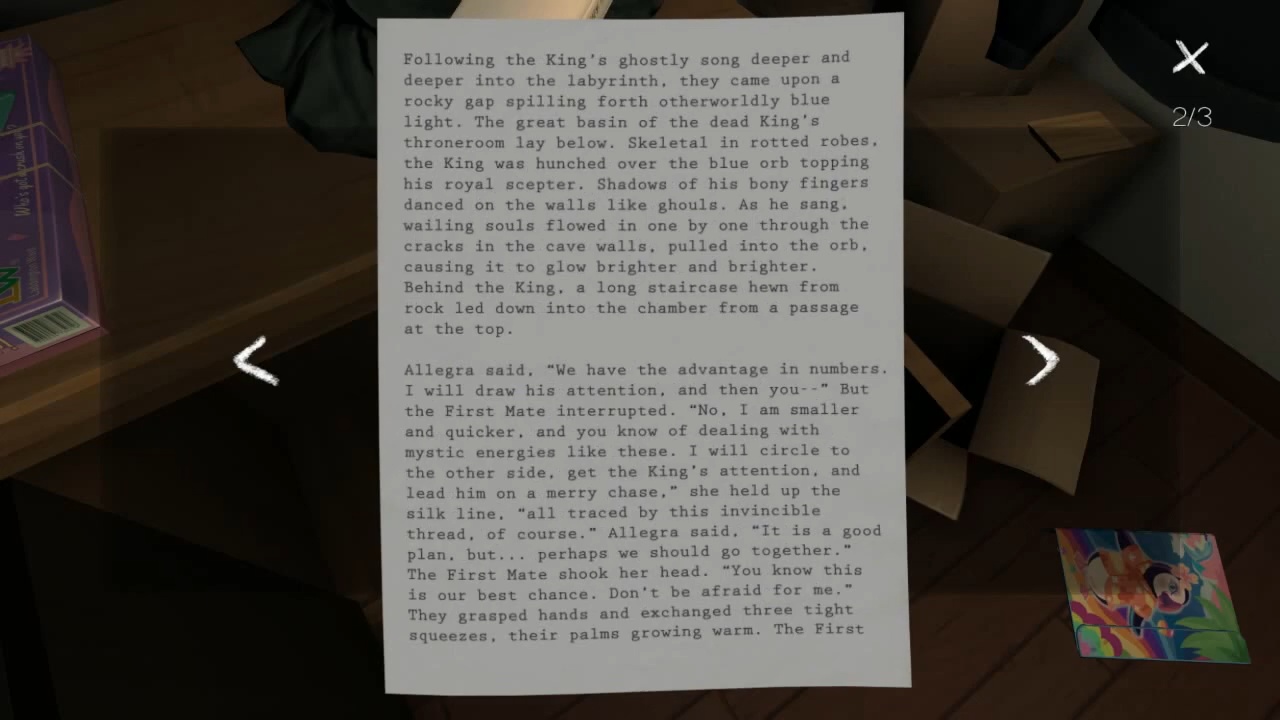 Following the King's ghostly song deeper and
deeper into the labyrinth, they came upon a
rocky gap spilling forth otherworldly blue
light. The great basin of the dead King's
throneroom lay below. Skeletal in rotted robes,
the King was hunched over the blue orb topping
his royal scepter. Shadows of his bony fingers
danced on the walls like ghouls. As he sang,
wailing souls flowed in one by one through the
cracks in the cave walls, pulled into the orb,
causing it to glow brighter and brighter.
Behind the King, a long staircase hewn from
rock led down into the chamber from a passage
at the top.
Allegra said, “We have the advantage in numbers.
I will draw his attention, and then you--” But
the First Mate interrupted. “No, I am smaller
and quicker, and you know of dealing with
mystic energies like these. I will circle to
the other side, get the King's attention, and
lead him on a merry chase,” she held up the
silk line, “all traced by this invincible
thread, of course.” Allegra said, “It is a good
plan, but... perhaps we should go together.”
The First Mate shook her head. “You know this
is our best chance. Don't be afraid for me.”
They grasped hands and exchanged three tight
squeezes, their palms growing warm. The First
2/3